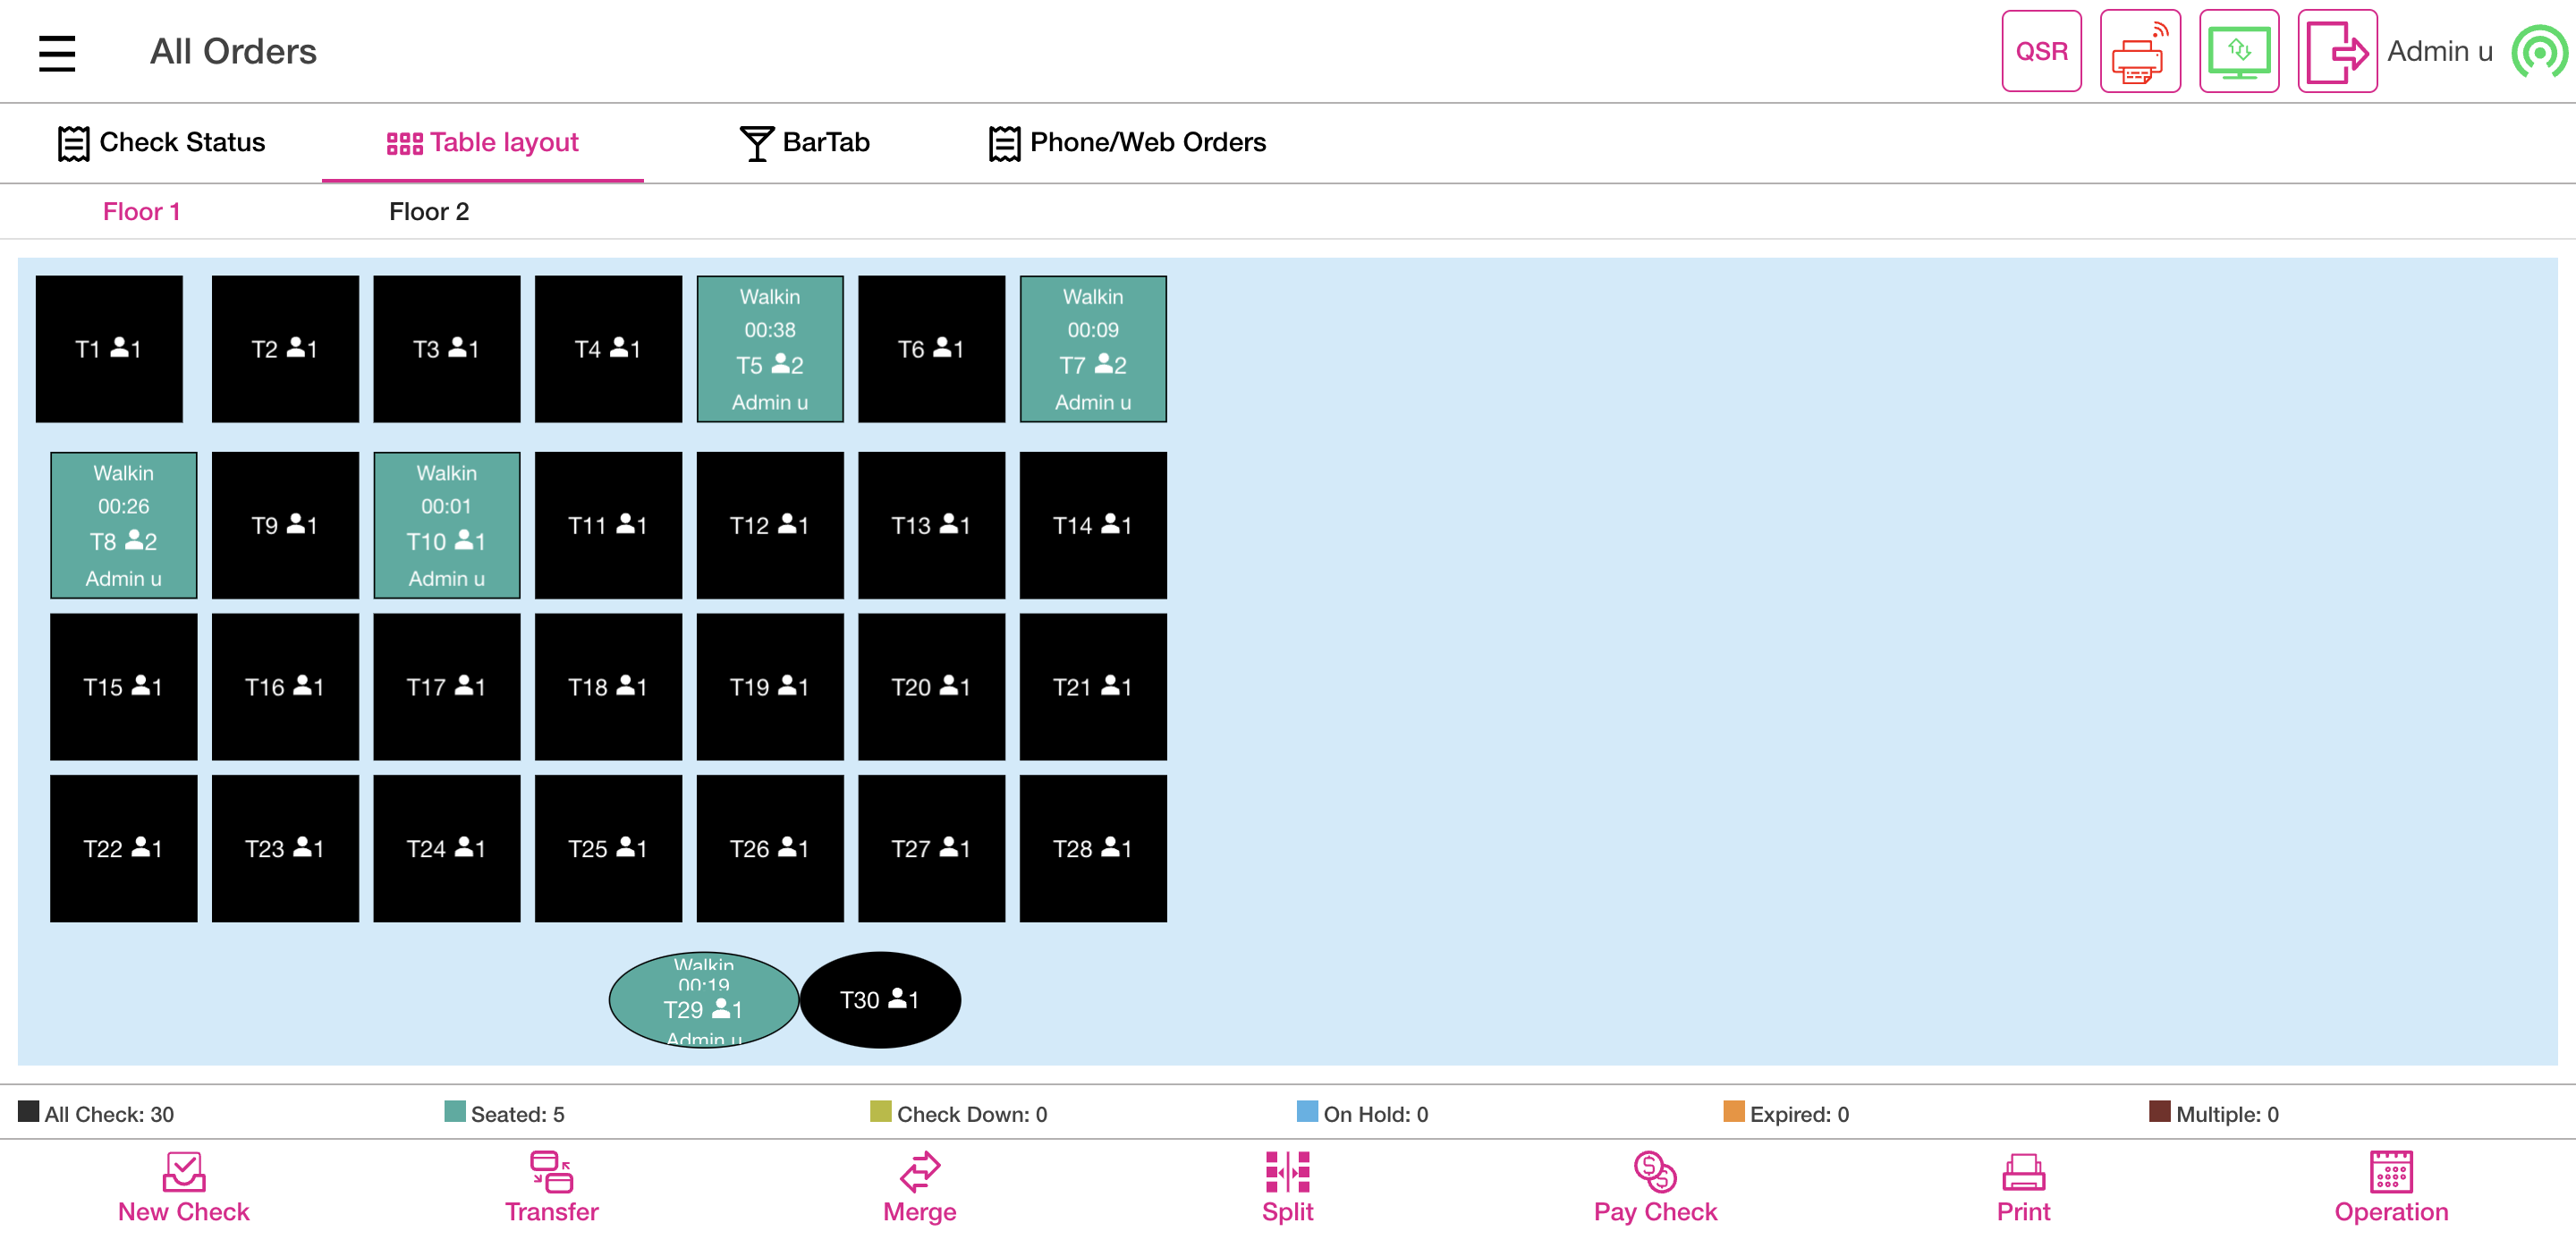 All Orders
QSR
Admin u
Check Status
Table layout
BarTab
Phone/Web Orders
Floor 1
Floor 2
T1 1
T2 1
T3 1
T4 1
Walkin
00:38
T5 2
Admin u
T6 1
Walkin
00:09
T7 2
Admin u
Walkin
00:26
T8 2
Admin u
T9 1
Walkin
00:01
T10 1
Admin u
T11 1
T12 1
T13 1
T14 1
T15 1
T16 1
T17 1
T18 1
T19 1
T20 1
T21 1
T22 1
T23 1
T24 1
T25 1
T26 1
T27 1
T28 1
Walkin
00:19
T29 1
Admin u
T30 1
All Check: 30
Seated: 5
Check Down: 0
On Hold: 0
Expired: 0
Multiple: 0
New Check
Transfer
Merge
Split
Pay Check
Print
Operation